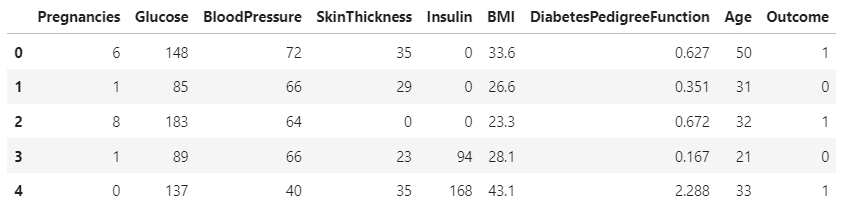 Pregnancies Glucose BloodPressure SkinThickness Insulin BMI DiabetesPedigreeFunction Age Outcome
0 6 148 72 35 0 33.6 0.627 50 1
1 1 85 66 29 0 26.6 0.351 31 0
2 8 183 64 0 0 23.3 0.672 32 1
3 1 89 66 23 94 28.1 0.167 21 0
4 0 137 40 35 168 43.1 2.288 33 1